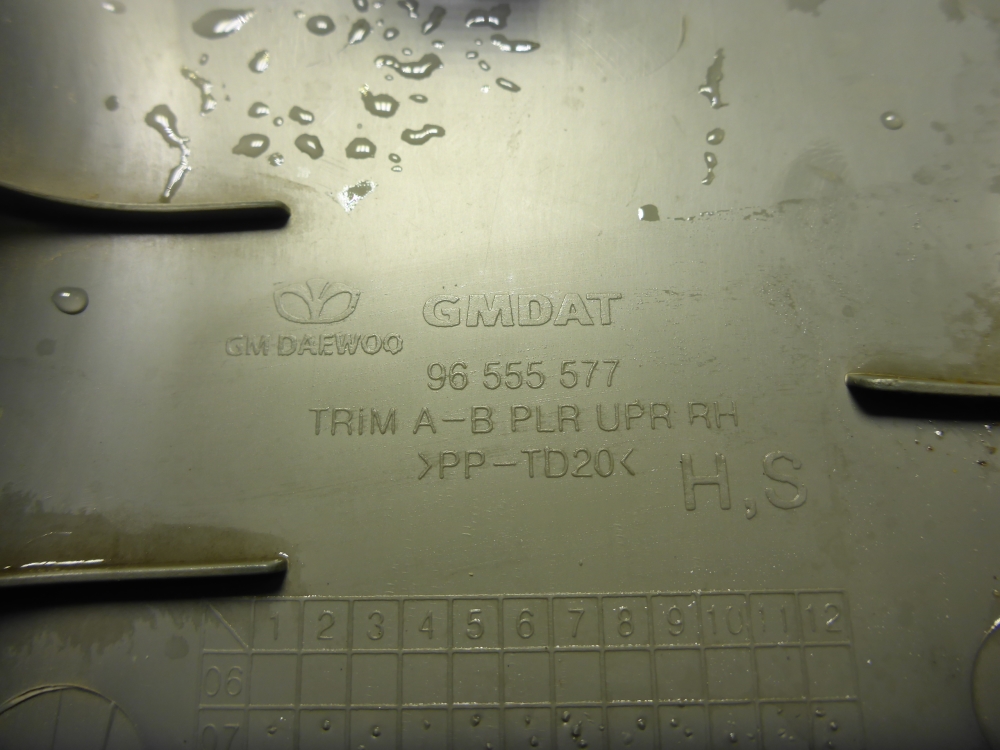 GM DAEWOO
GMDAT
96 555 577
TRIM A-B PLR UPR RH
>PP-TD20<
H,S
1 2 3 4 5 6 7 8 9 10 11 12
06
07